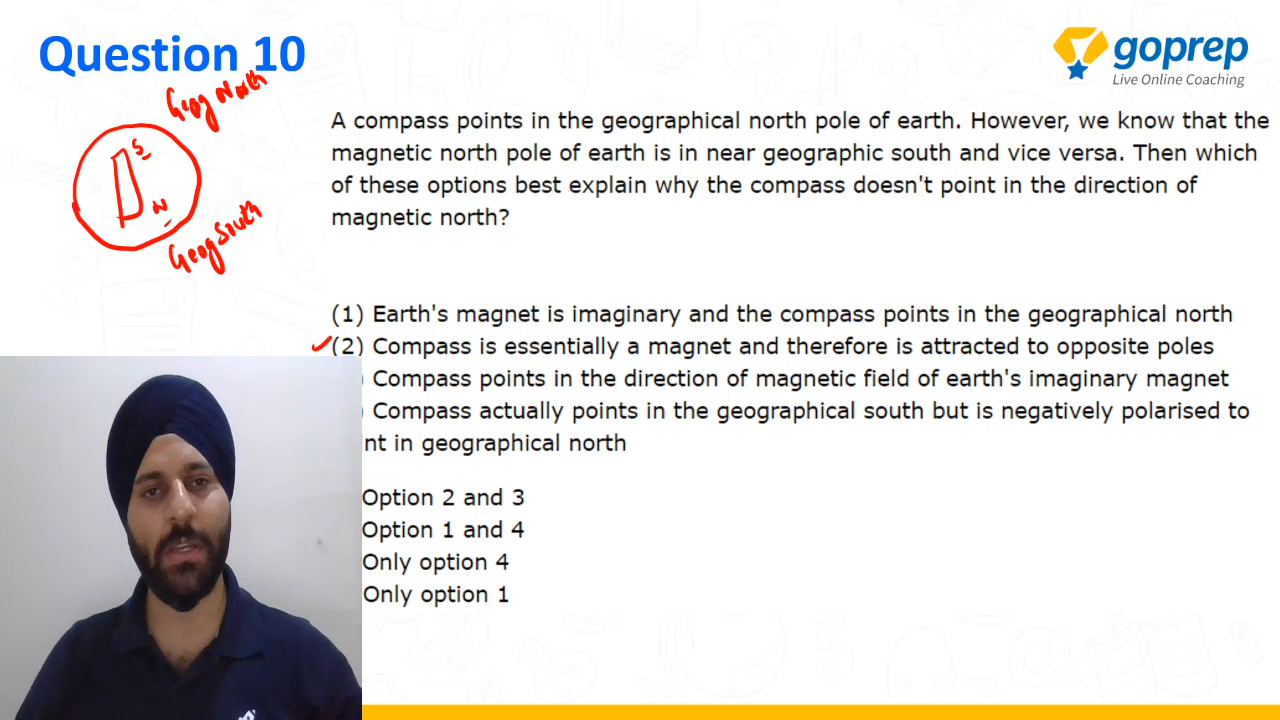 Question 10
goprep
Live Online Coaching
Geog North
S
N
Geog South
A compass points in the geographical north pole of earth. However, we know that the
magnetic north pole of earth is in near geographic south and vice versa. Then which
of these options best explain why the compass doesn't point in the direction of
magnetic north?
(1) Earth's magnet is imaginary and the compass points in the geographical north
(2) Compass is essentially a magnet and therefore is attracted to opposite poles
Compass points in the direction of magnetic field of earth's imaginary magnet
Compass actually points in the geographical south but is negatively polarised to
in geographical north
Option 2 and 3
Option 1 and 4
Only option 4
Only option 1